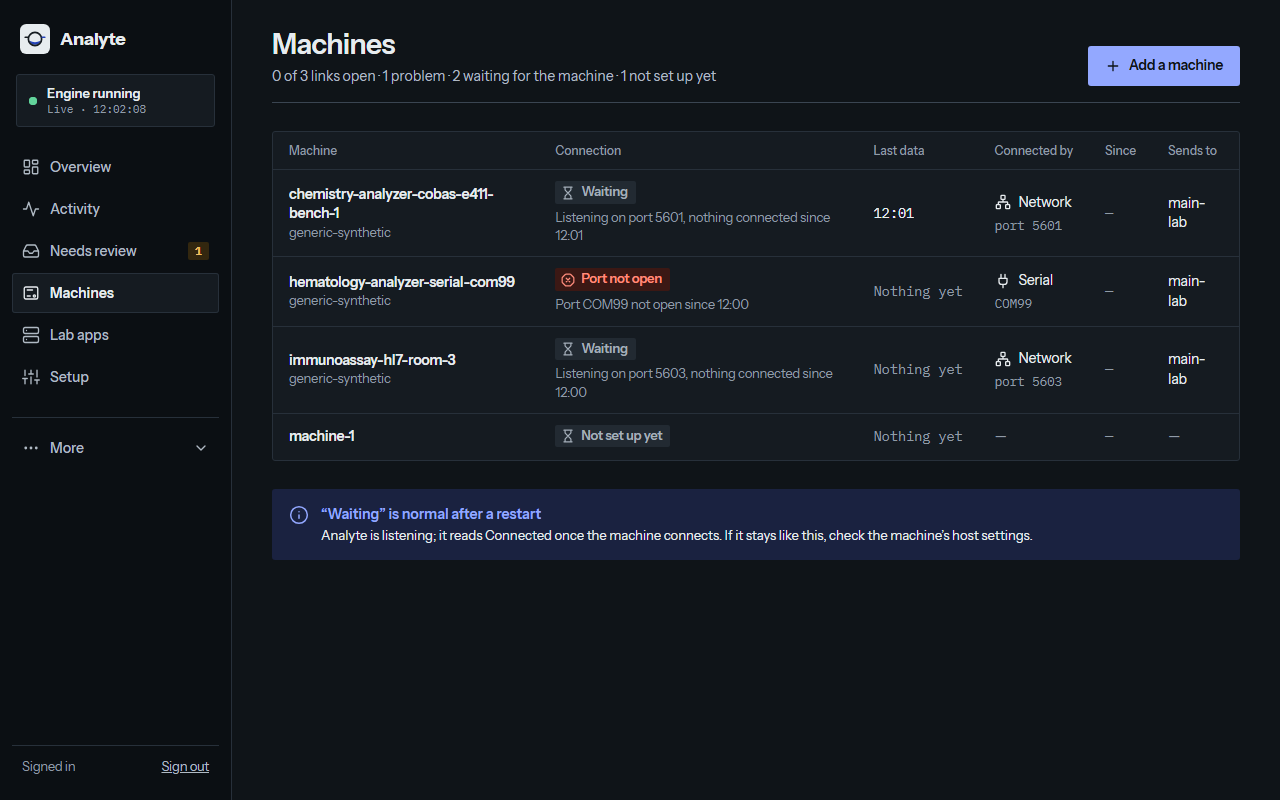 Analyte
Engine running
Live · 12:02:08
Overview
Activity
Needs review 1
Machines
Lab apps
Setup
More
Signed in Sign out
Machines
0 of 3 links open · 1 problem · 2 waiting for the machine · 1 not set up yet
Add a machine
Machine Connection Last data Connected by Since Sends to
chemistry-analyzer-cobas-e411-
bench-1
generic-synthetic
Waiting
Listening on port 5601, nothing connected since
12:01
12:01
Network
port 5601
—
main-
lab
hematology-analyzer-serial-com99
generic-synthetic
Port not open
Port COM99 not open since 12:00
Nothing yet
Serial
COM99
—
main-
lab
immunoassay-hl7-room-3
generic-synthetic
Waiting
Listening on port 5603, nothing connected since
12:00
Nothing yet
Network
port 5603
—
main-
lab
machine-1
Not set up yet
Nothing yet
—
—
—
“Waiting” is normal after a restart
Analyte is listening; it reads Connected once the machine connects. If it stays like this, check the machine’s host settings.